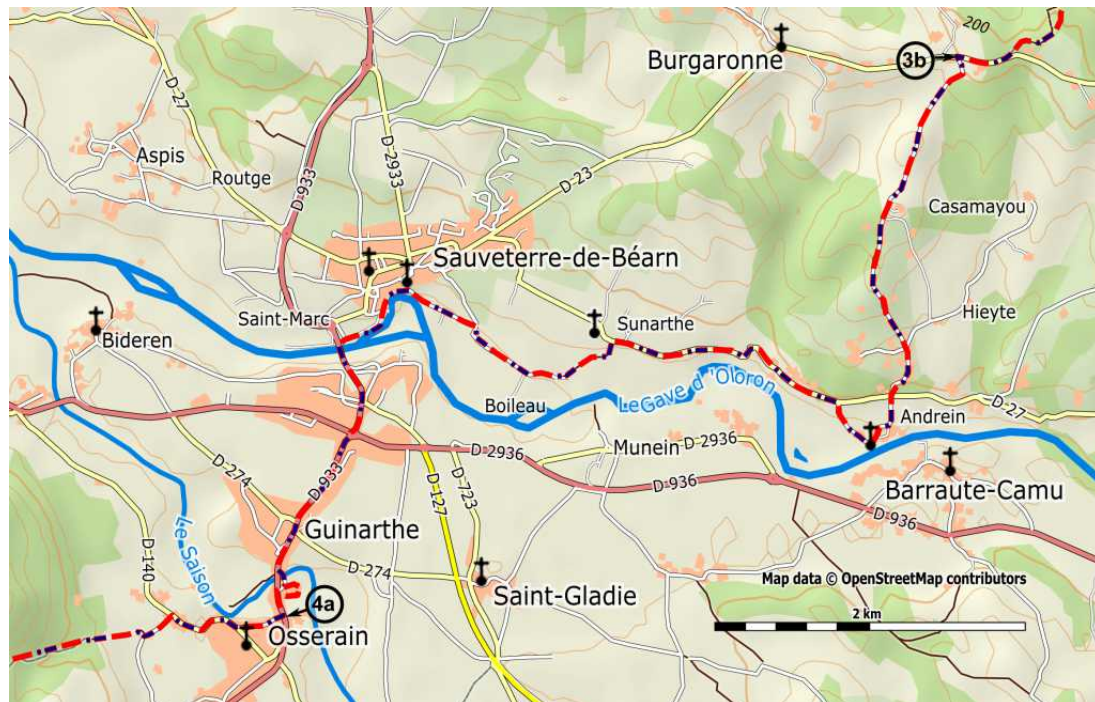 200
Burgaronne
3b
D 27
D 2933
Aspis
D 933
D 23
Routge
Casamayou
Sauveterre-de-Béarn
Saint-Marc
Sunarthe
Hieyte
Bideren
Le Gave d 'Oloron
Boileau
D 27
Andrein
Munein
D 2936
D 2936
D 274
D 933
D 127
D 723
D 936
Barraute-Camu
D 936
Guinarthe
Le Saison
D 140
D 274
Saint-Gladie
Map data © OpenStreetMap contributors
4a
2 km
Osserain